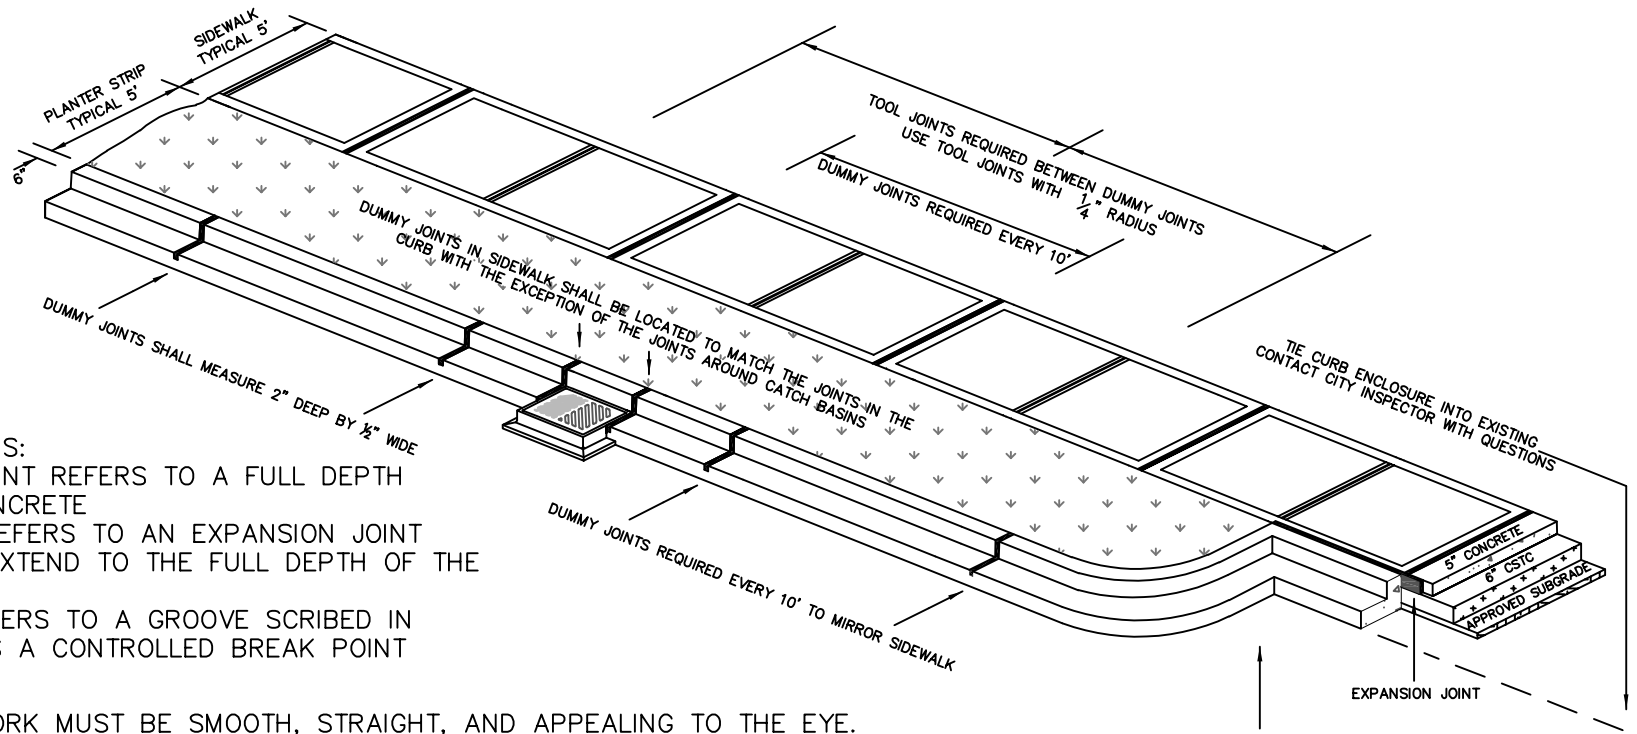 SIDEWALK
TYPICAL 5'
PLANTER STRIP
TYPICAL 5'
6"
TOOL JOINTS REQUIRED BETWEEN DUMMY JOINTS
USE TOOL JOINTS WITH 1/4" RADIUS
DUMMY JOINTS REQUIRED EVERY 10'
DUMMY JOINTS IN SIDEWALK SHALL BE LOCATED TO MATCH THE JOINTS IN THE
CURB WITH THE EXCEPTION OF THE JOINTS AROUND CATCH BASINS
DUMMY JOINTS SHALL MEASURE 2" DEEP BY ½" WIDE
TIE CURB ENCLOSURE INTO EXISTING
CONTACT CITY INSPECTOR WITH QUESTIONS
DUMMY JOINTS REQUIRED EVERY 10' TO MIRROR SIDEWALK
5" CONCRETE
6" CSTC
APPROVED SUBGRADE
EXPANSION JOINT
S:
NT REFERS TO A FULL DEPTH
NCRETE
EFERS TO AN EXPANSION JOINT
XTEND TO THE FULL DEPTH OF THE
ERS TO A GROOVE SCRIBED IN
S A CONTROLLED BREAK POINT
ORK MUST BE SMOOTH, STRAIGHT, AND APPEALING TO THE EYE.